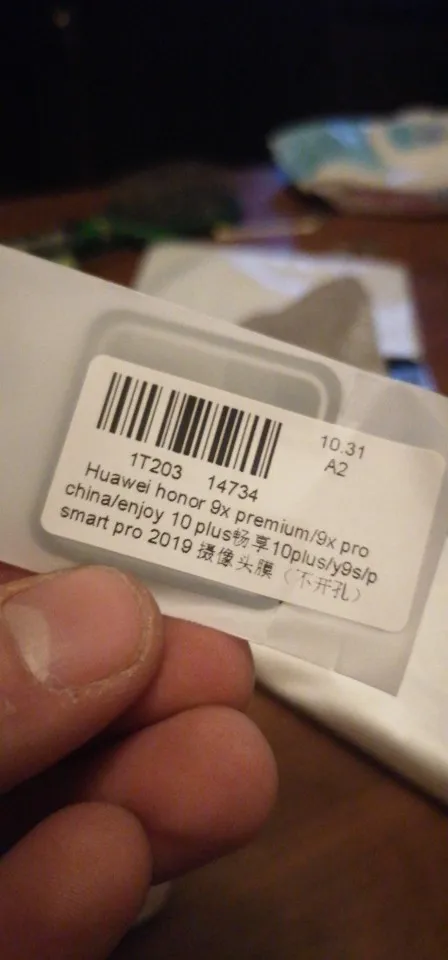 10.31
A2
1T203 14734
Huawei honor 9x premium/9x pro
china/enjoy 10 plus畅享10plus/y9s/p
smart pro 2019 摄像头膜（不开孔）